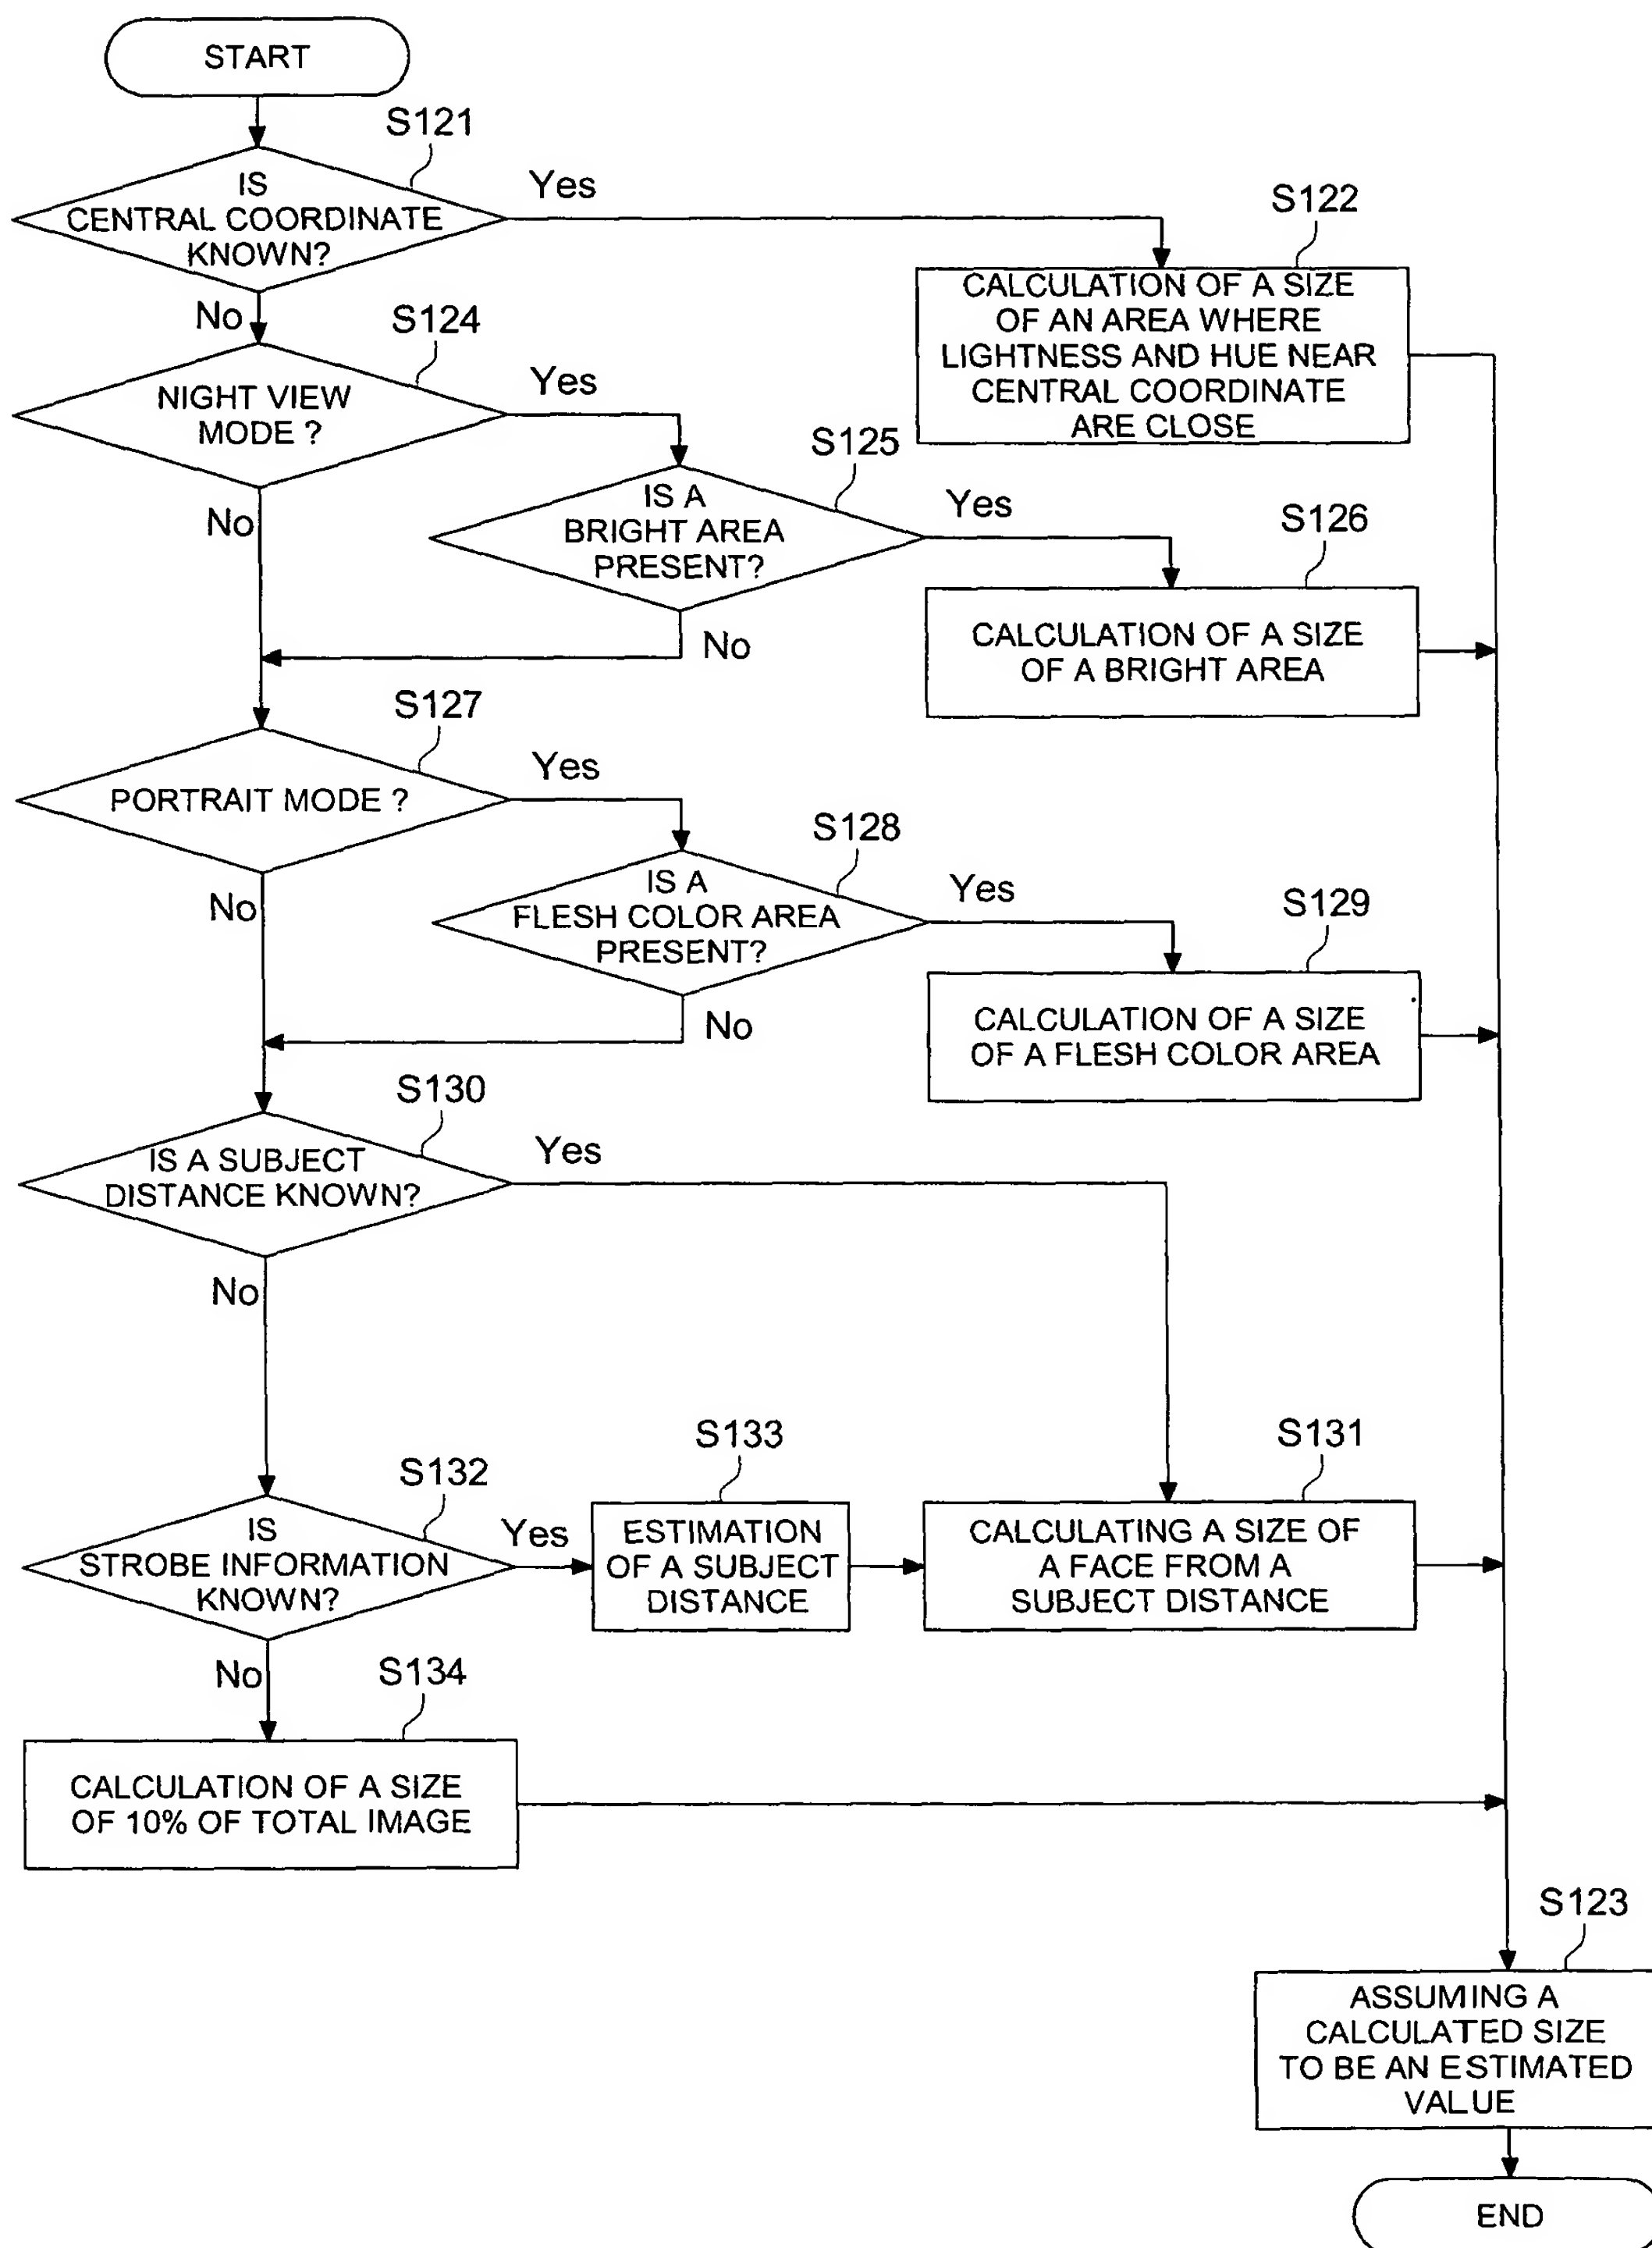 START
S121
IS
CENTRAL COORDINATE
KNOWN?
Yes
No
S122
CALCULATION OF A SIZE
OF AN AREA WHERE
LIGHTNESS AND HUE NEAR
CENTRAL COORDINATE
ARE CLOSE
S124
NIGHT VIEW
MODE ?
Yes
No
S125
IS A
BRIGHT AREA
PRESENT?
Yes
No
S126
CALCULATION OF A SIZE
OF A BRIGHT AREA
S127
PORTRAIT MODE ?
Yes
No
S128
IS A
FLESH COLOR AREA
PRESENT?
Yes
No
S129
CALCULATION OF A SIZE
OF A FLESH COLOR AREA
S130
IS A SUBJECT
DISTANCE KNOWN?
Yes
No
S132
IS
STROBE INFORMATION
KNOWN?
Yes
No
S133
ESTIMATION
OF A SUBJECT
DISTANCE
S131
CALCULATING A SIZE OF
A FACE FROM A
SUBJECT DISTANCE
S134
CALCULATION OF A SIZE
OF 10% OF TOTAL IMAGE
S123
ASSUMING A
CALCULATED SIZE
TO BE AN ESTIMATED
VALUE
END